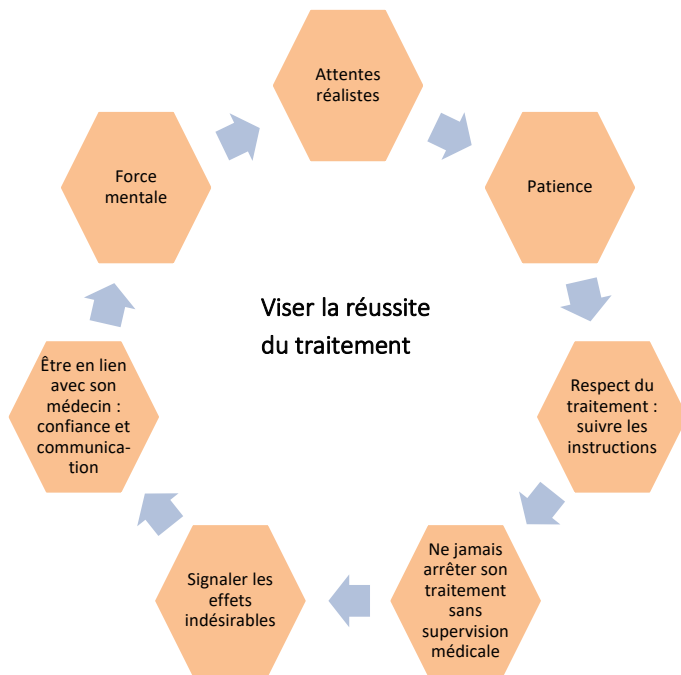 Attentes
réalistes
Patience
Respect du
traitement :
suivre les
instructions
Ne jamais
arrêter son
traitement
sans
supervision
médicale
Signaler les
effets
indésirables
Être en lien
avec son
médecin :
confiance et
communica-
tion
Force
mentale
Viser la réussite
du traitement